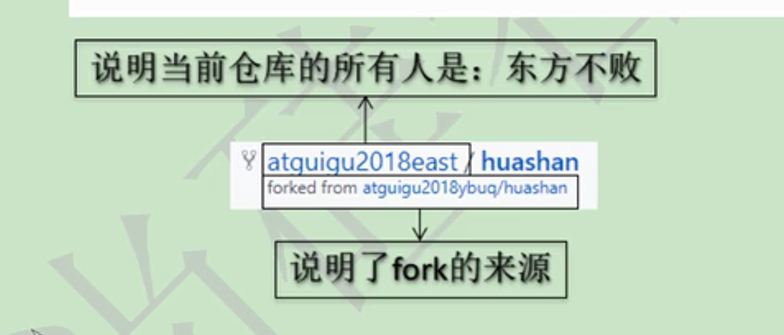 说明当前仓库的所有人是：东方不败
atguigu2018east / huashan
forked from atguigu2018ybuq/huashan
说明了fork的来源